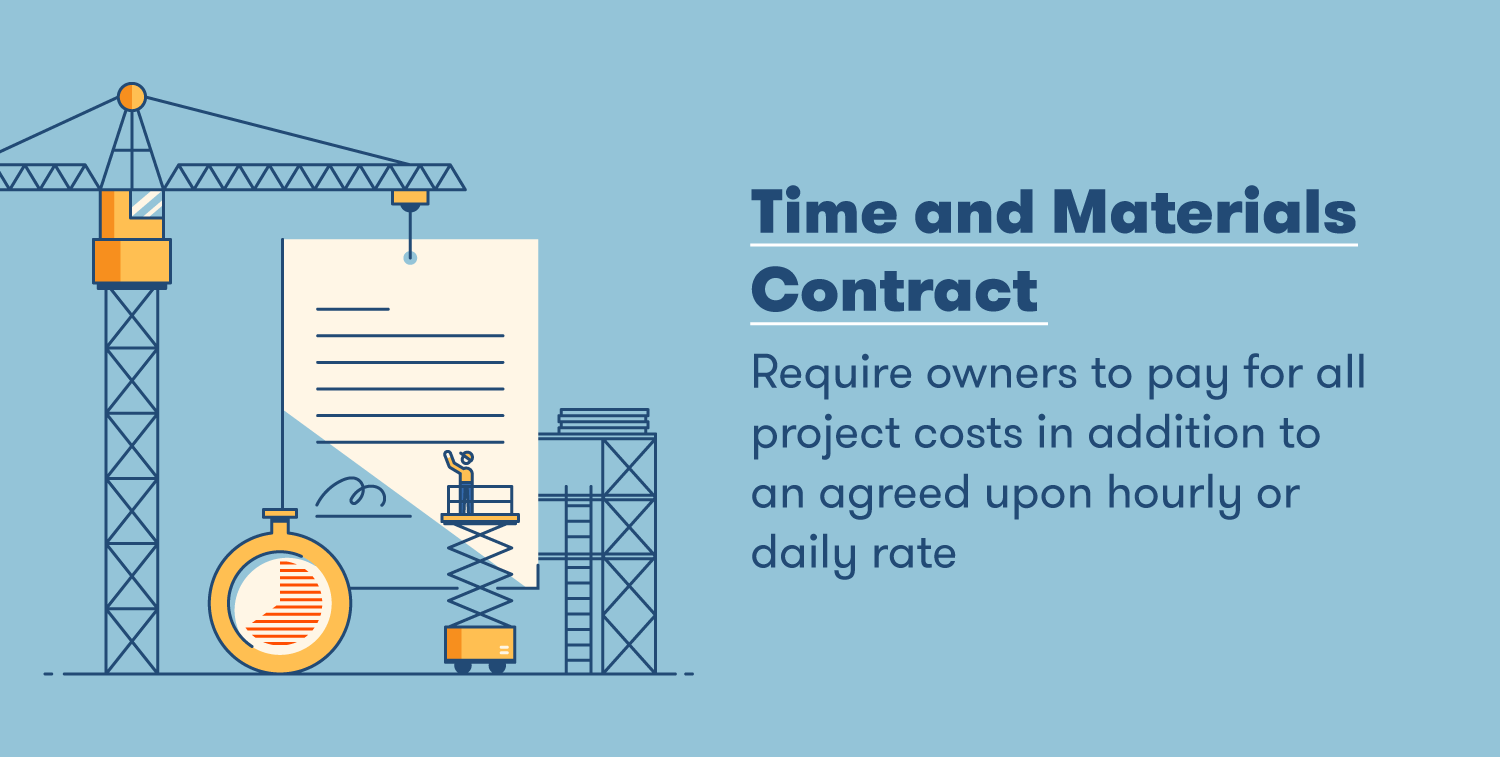 Time and Materials
Contract
Require owners to pay for all
project costs in addition to
an agreed upon hourly or
daily rate